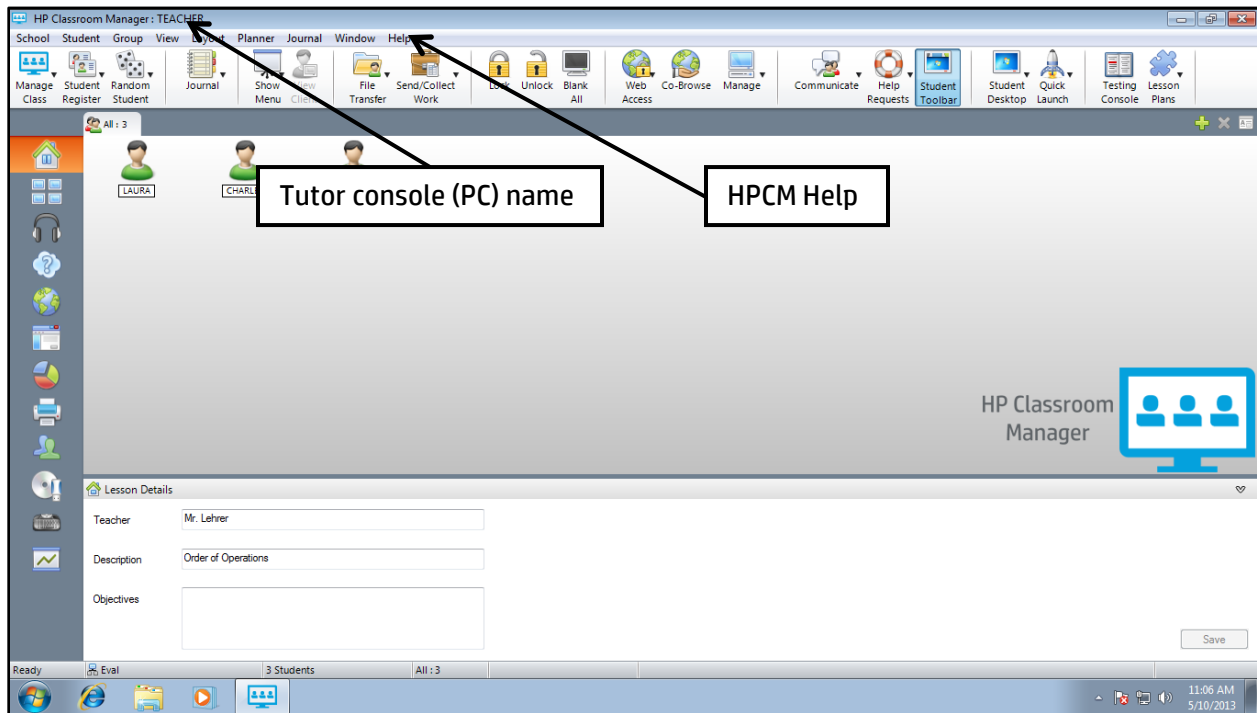 HP Classroom Manager : TEACHER
School Student Group View Layout Planner Journal Window Help
Manage Class
Student Register
Random Student
Journal
Show Menu
View Client
File Transfer
Send/Collect Work
Lock
Unlock
Blank All
Web Access
Co-Browse
Manage
Communicate
Help Requests
Student Toolbar
Student Desktop
Quick Launch
Testing Console
Lesson Plans
All : 3
LAURA
Tutor console (PC) name
HPCM Help
HP Classroom
Manager
Lesson Details
Teacher Mr. Lehrer
Description Order of Operations
Objectives
Save
Ready Eval 3 Students All : 3
11:06 AM
5/10/2013